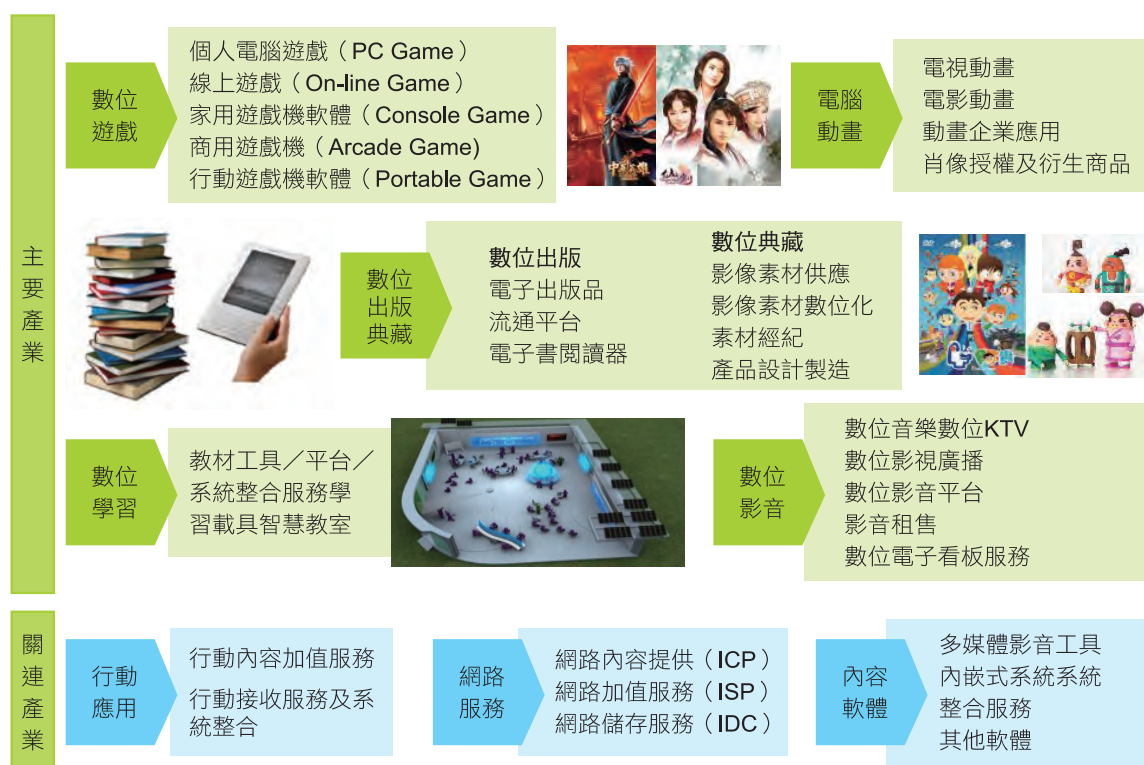 主要產業
數位
遊戲
個人電腦遊戲（PC Game）
線上遊戲（On-line Game）
家用遊戲機軟體（Console Game）
商用遊戲機（Arcade Game)
行動遊戲機軟體（Portable Game）
電腦
動畫
電視動畫
電影動畫
動畫企業應用
肖像授權及衍生商品
數位
出版
典藏
數位出版
電子出版品
流通平台
電子書閱讀器
數位典藏
影像素材供應
影像素材數位化
素材經紀
產品設計製造
數位
學習
教材工具／平台／
系統整合服務學
習載具智慧教室
數位
影音
數位音樂數位KTV
數位影視廣播
數位影音平台
影音租售
數位電子看板服務
關連產業
行動
應用
行動內容加值服務
行動接收服務及系
統整合
網路
服務
網路內容提供（ICP）
網路加值服務（ISP）
網路儲存服務（IDC）
內容
軟體
多媒體影音工具
內嵌式系統系統
整合服務
其他軟體